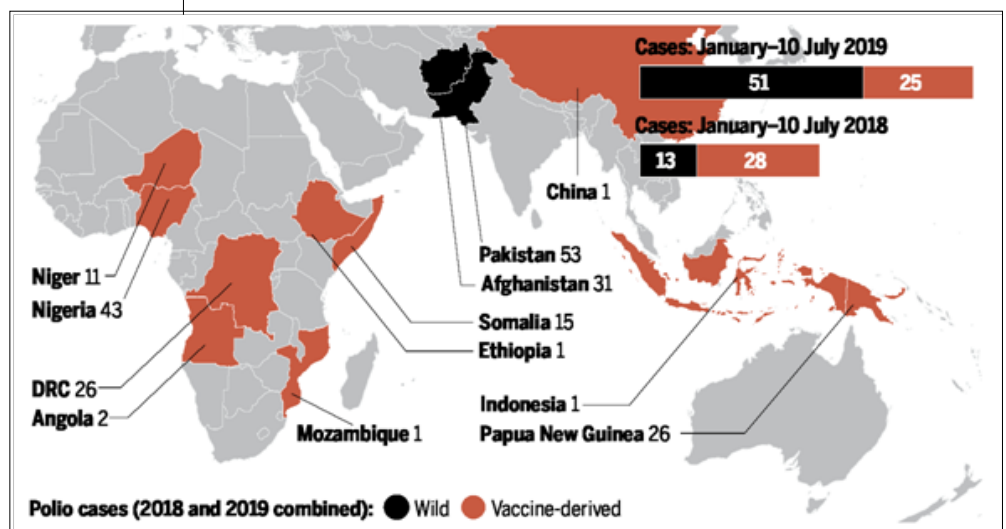 Cases: January–10 July 2019
51 25
Cases: January–10 July 2018
13 28
China 1
Pakistan 53
Afghanistan 31
Niger 11
Nigeria 43
Somalia 15
Ethiopia 1
DRC 26
Angola 2
Mozambique 1
Indonesia 1
Papua New Guinea 26
Polio cases (2018 and 2019 combined): Wild Vaccine-derived